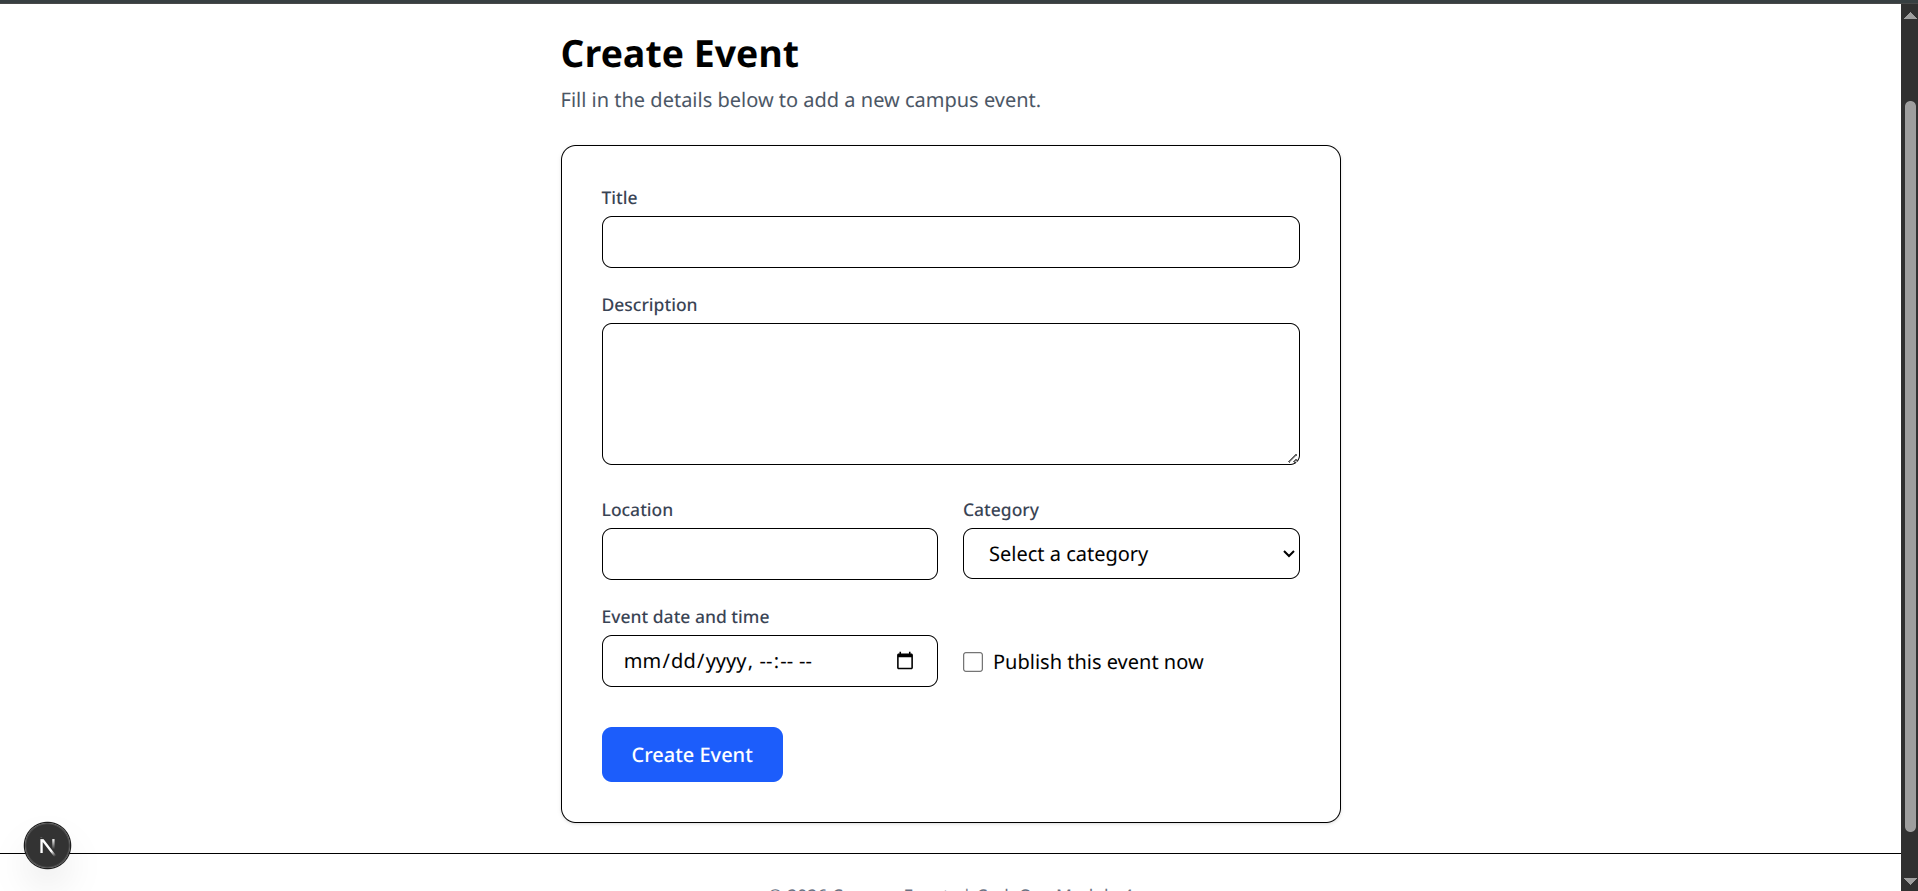 Create Event
Fill in the details below to add a new campus event.
Title
Description
Location
Category
Select a category
Event date and time
mm/dd/yyyy, --:-- --
Publish this event now
Create Event
N